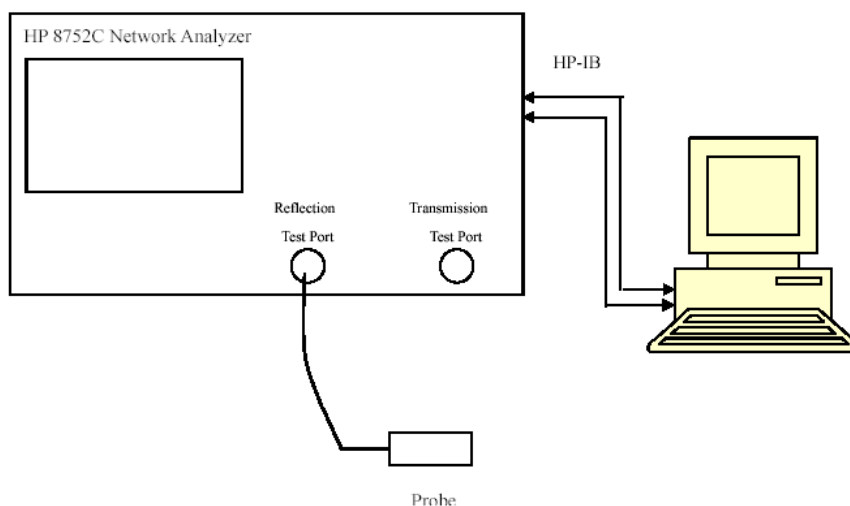 HP 8752C Network Analyzer
HP-IB
Reflection
Test Port
Transmission
Test Port
Probe